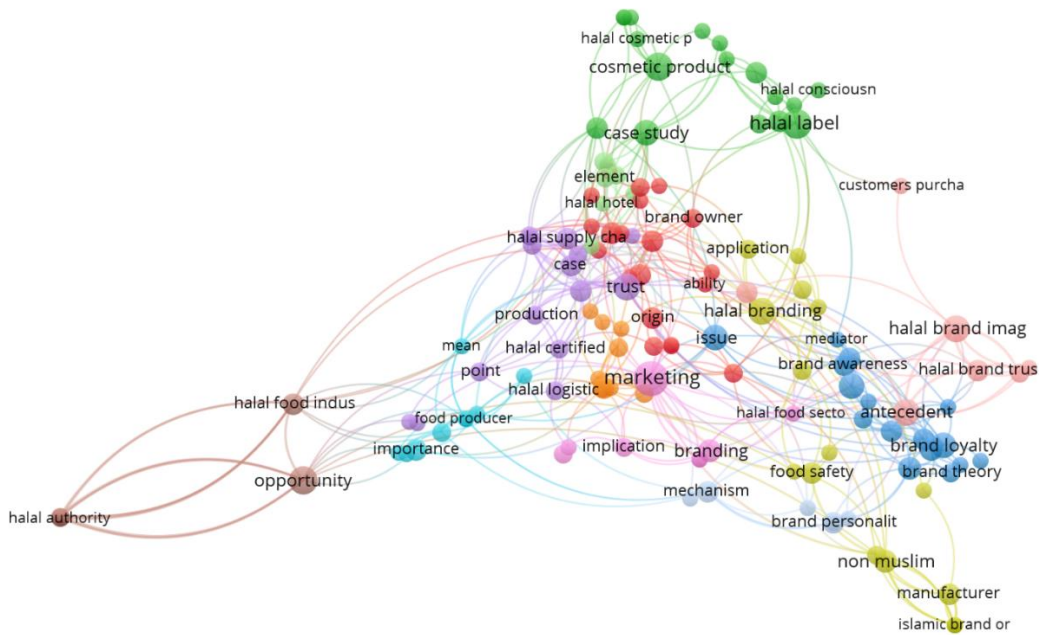 halal cosmetic p
cosmetic product
halal consciousn
halal label
case study
element
customers purcha
halal hotel
brand owner
halal supply cha
application
case
trust
ability
production
origin
halal branding
halal brand imag
mean
halal certified
issue
mediator
point
brand awareness
halal brand trus
marketing
halal logistic
halal food indus
food producer
halal food secto
antecedent
importance
implication
branding
brand loyalty
opportunity
food safety
brand theory
mechanism
halal authority
brand personalit
non muslim
manufacturer
islamic brand or